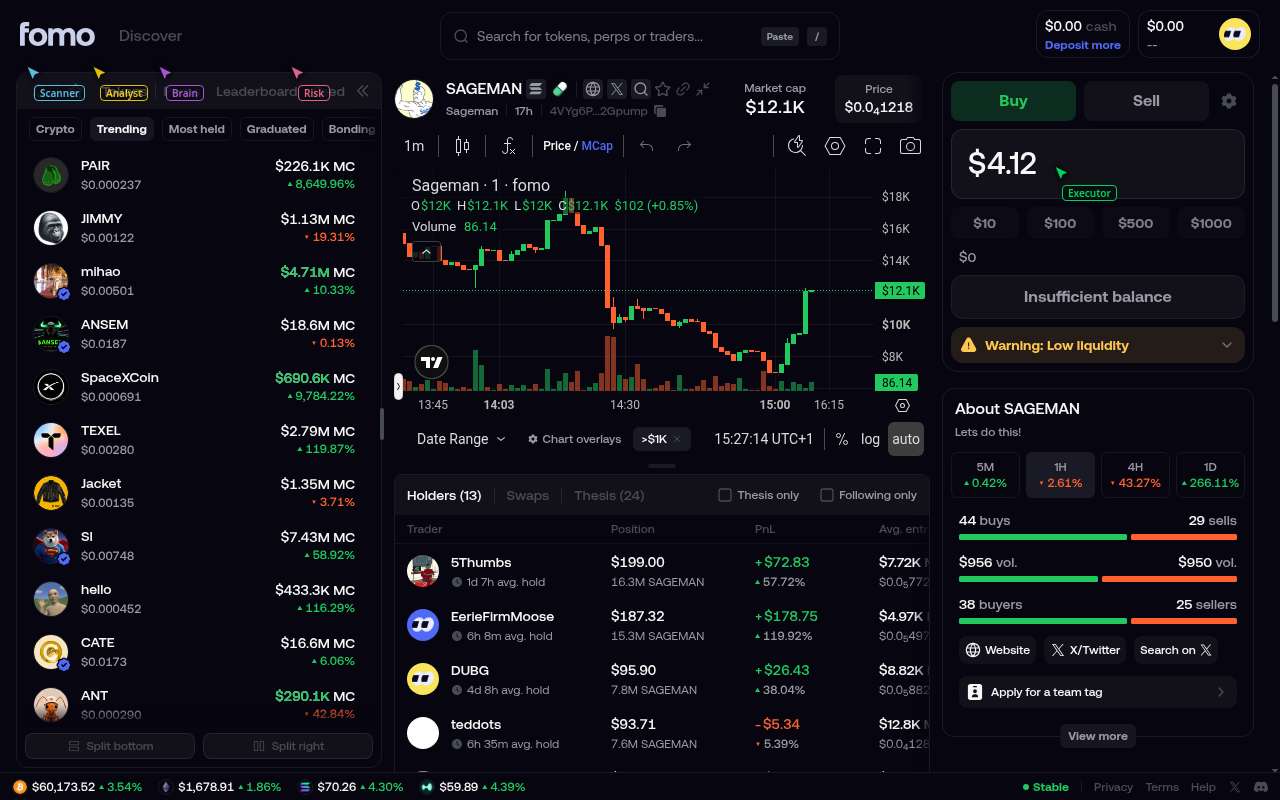 fomo
Discover
Search for tokens, perps or traders...
Paste
/
$0.00 cash
Deposit more
$0.00
--
Scanner
Analyst
Brain
Leaderboard
Risk
Crypto
Trending
Most held
Graduated
Bonding
PAIR
$0.000237
$226.1K MC
8,649.96%
JIMMY
$0.00122
$1.13M MC
19.31%
mihao
$0.00501
$4.71M MC
10.33%
ANSEM
$0.0187
$18.6M MC
0.13%
SpaceXCoin
$0.000691
$690.6K MC
9,784.22%
TEXEL
$0.00280
$2.79M MC
119.87%
Jacket
$0.00135
$1.35M MC
3.71%
SI
$0.00748
$7.43M MC
58.92%
hello
$0.000452
$433.3K MC
116.29%
CATE
$0.0173
$16.6M MC
6.06%
ANT
$0.000290
$290.1K MC
42.84%
Split bottom
Split right
SAGEMAN
Sageman
17h
4VYg6P...2Gpump
Market cap
$12.1K
Price
$0.0₄1218
1m
Price / MCap
Sageman · 1 · fomo
O$12K H$12.1K L$12K C$12.1K $102 (+0.85%)
Volume 86.14
$18K
$16K
$14K
$12.1K
$10K
$8K
86.14
13:45
14:03
14:30
15:00
16:15
Date Range
Chart overlays
>$1K ×
15:27:14 UTC+1
%
log
auto
Holders (13)
Swaps
Thesis (24)
Thesis only
Following only
Trader
Position
PnL
Avg. entr
5Thumbs
1d 7h avg. hold
$199.00
16.3M SAGEMAN
+$72.83
57.72%
$7.72K
$0.0₅772
EerieFirmMoose
6h 8m avg. hold
$187.32
15.3M SAGEMAN
+$178.75
119.92%
$4.97K
$0.0₅497
DUBG
4d 8h avg. hold
$95.90
7.8M SAGEMAN
+$26.43
38.04%
$8.82K
$0.0₅882
teddots
6h 35m avg. hold
$93.71
7.6M SAGEMAN
-$5.34
5.39%
$12.8K
$0.0₄128
Buy
Sell
$4.12
Executor
$10
$100
$500
$1000
$0
Insufficient balance
Warning: Low liquidity
About SAGEMAN
Lets do this!
5M
0.42%
1H
2.61%
4H
43.27%
1D
266.11%
44 buys
29 sells
$956 vol.
$950 vol.
38 buyers
25 sellers
Website
X/Twitter
Search on X
Apply for a team tag
View more
$60,173.52 3.54%
$1,678.91 1.86%
$70.26 4.30%
$59.89 4.39%
Stable
Privacy
Terms
Help